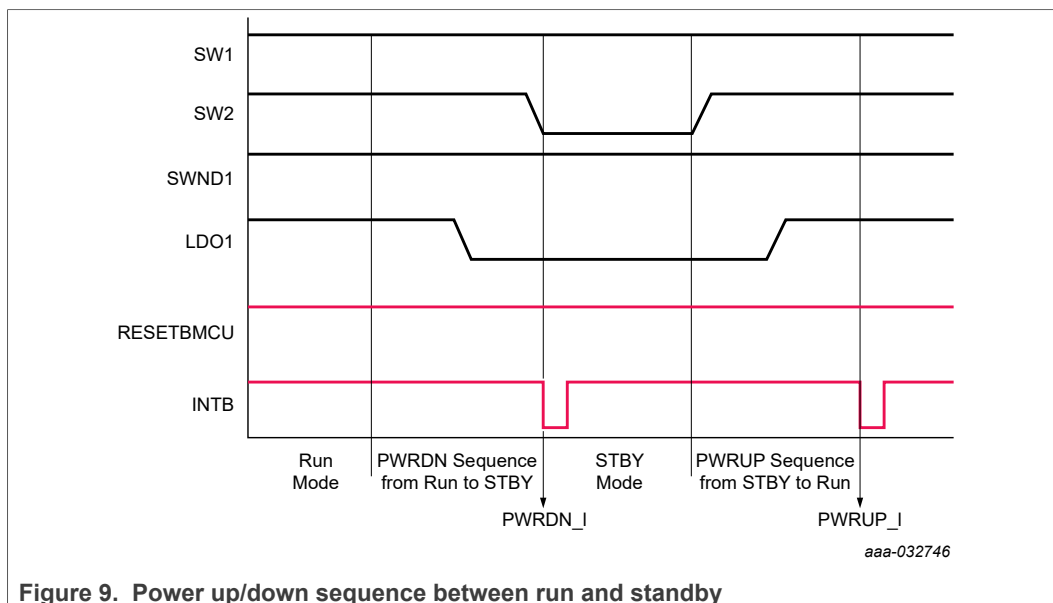 SW1
SW2
SWND1
LDO1
RESETBMCU
INTB
Run
Mode
PWRDN Sequence
from Run to STBY
STBY
Mode
PWRUP Sequence
from STBY to Run
PWRDN_I
PWRUP_I
aaa-032746
Figure 9. Power up/down sequence between run and standby